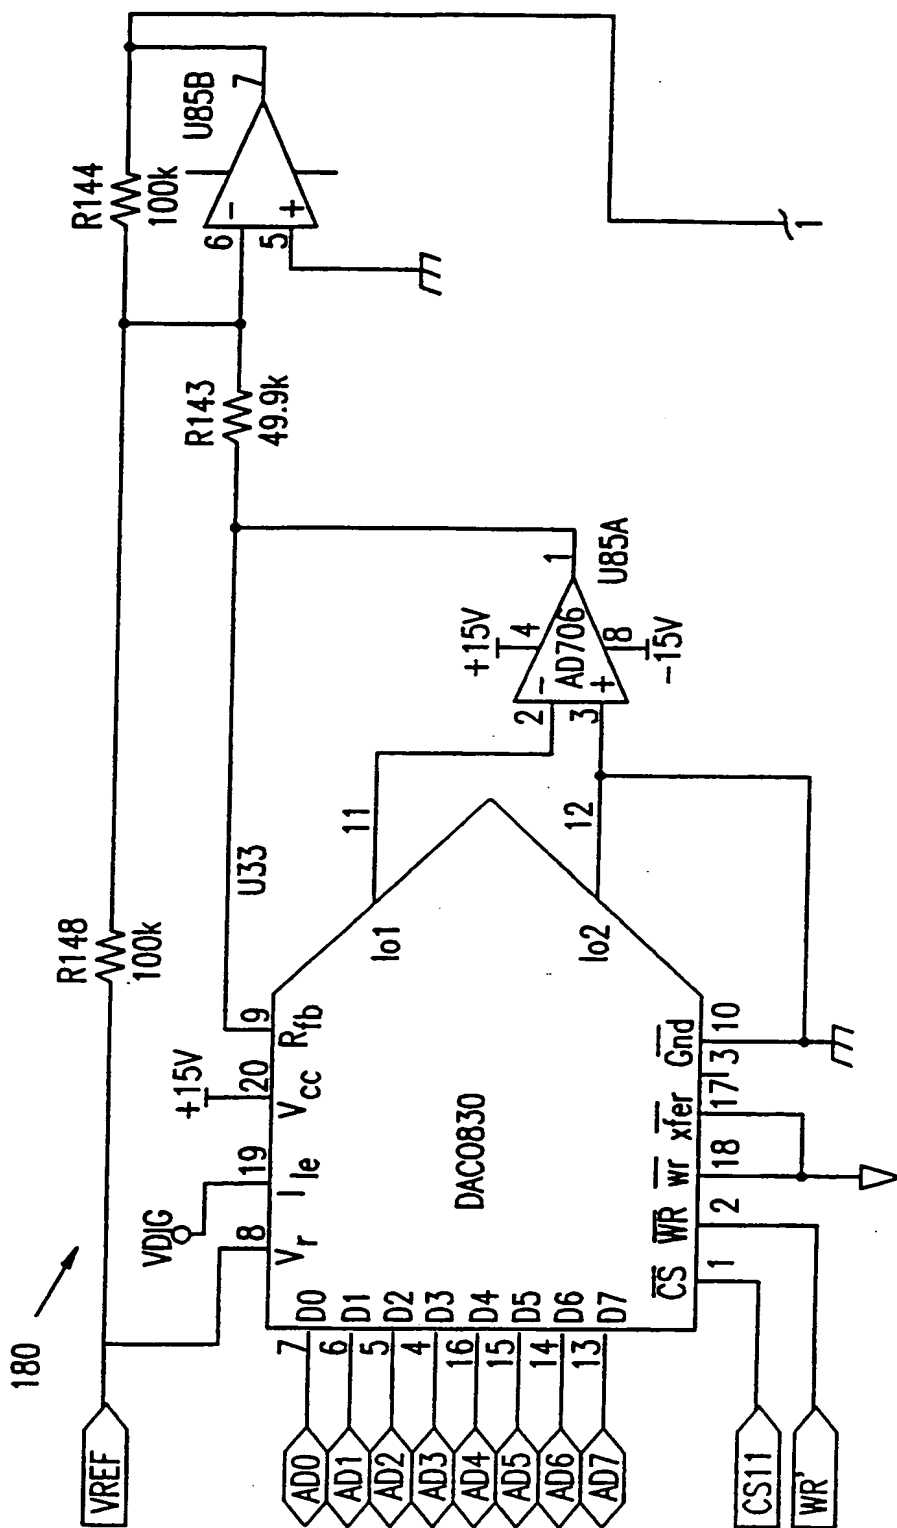 180
VREF
R148
100k
R144
100k
U85B
6
−
5
+
7
R143
49.9k
VDIG
+15V
8
19
20
9
U33
Vr
I Ie
Vcc
Rfb
AD0
7
D0
AD1
6
D1
AD2
5
D2
AD3
4
D3
AD4
16
D4
AD5
15
D5
AD6
14
D6
AD7
13
D7
DAC0830
Io1
11
Io2
12
+15V
4
2
−
3
+
AD706
1
8
−15V
U85A
CS
WR
wr
xfer
Gnd
1
2
18
17
3
10
CS11
WR'
1